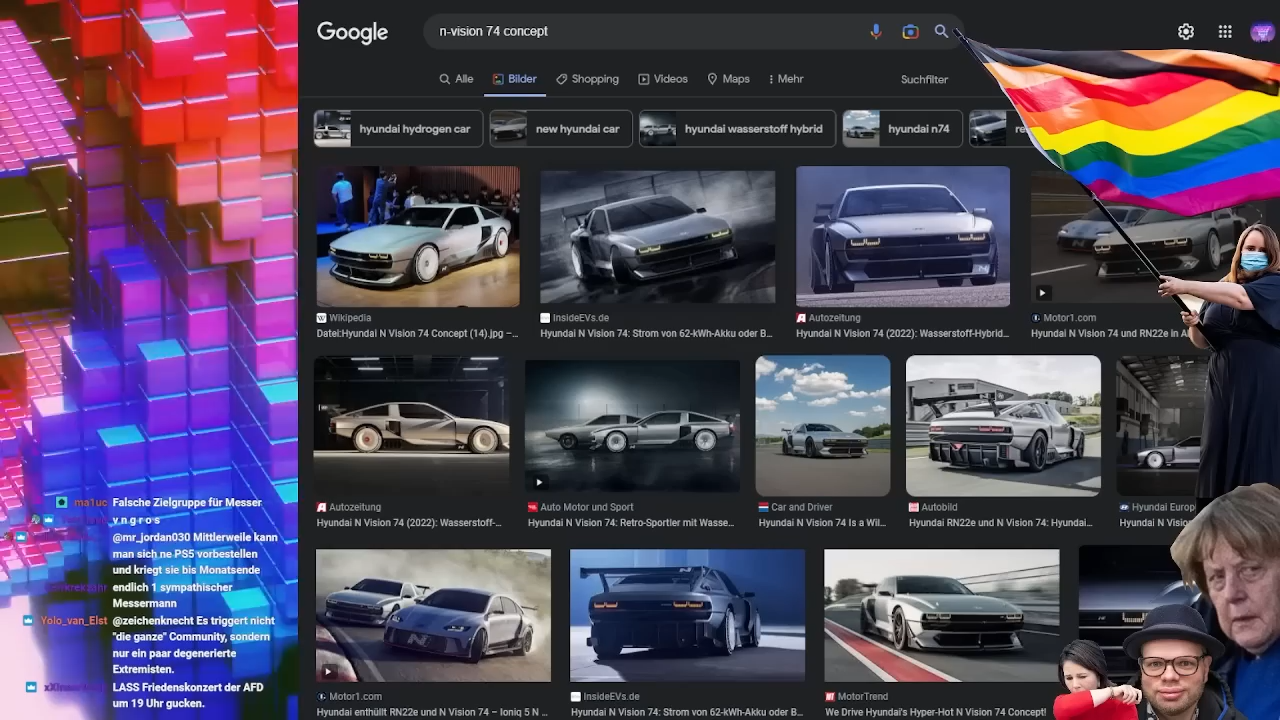 Google
n-vision 74 concept
Alle
Bilder
Shopping
Videos
Maps
Mehr
Suchfilter
hyundai hydrogen car
new hyundai car
hyundai wasserstoff hybrid
hyundai n74
Wikipedia
Datei:Hyundai N Vision 74 Concept (14).jpg –...
InsideEVs.de
Hyundai N Vision 74: Strom von 62-kWh-Akku oder B...
Autozeitung
Hyundai N Vision 74 (2022): Wasserstoff-Hybrid...
Motor1.com
Hyundai N Vision 74 und RN22e in
Autozeitung
Hyundai N Vision 74 (2022): Wasserstoff-...
Auto Motor und Sport
Hyundai N Vision 74: Retro-Sportler mit Wasse...
Car and Driver
Hyundai N Vision 74 Is a Wil...
Autobild
Hyundai RN22e und N Vision 74: Hyundai...
Hyundai Europ
Hyundai N Vision
Motor1.com
Hyundai enthüllt RN22e und N Vision 74 – Ioniq 5 N ...
InsideEVs.de
Hyundai N Vision 74: Strom von 62-kWh-Akku oder B...
MotorTrend
We Drive Hyundai's Hyper-Hot N Vision 74 Concept!
ma1uc Falsche Zielgruppe für Messer
v n g r o s
@mr_jordan030 Mittlerweile kann
man sich ne PS5 vorbestellen
und kriegt sie bis Monatsende
endlich 1 sympathischer
Messermann
Yolo_van_Elst @zeichenknecht Es triggert nicht
"die ganze" Community, sondern
nur ein paar degenerierte
Extremisten.
LASS Friedenskonzert der AFD
um 19 Uhr gucken.